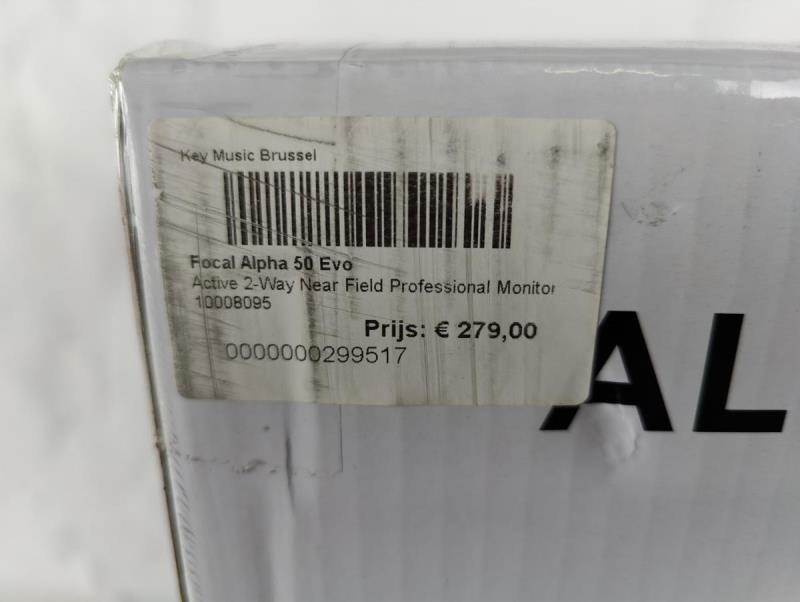 Key Music Brussel
Focal Alpha 50 Evo
Active 2-Way Near Field Professional Monitor
10008095
Prijs: € 279,00
0000000299517
AL